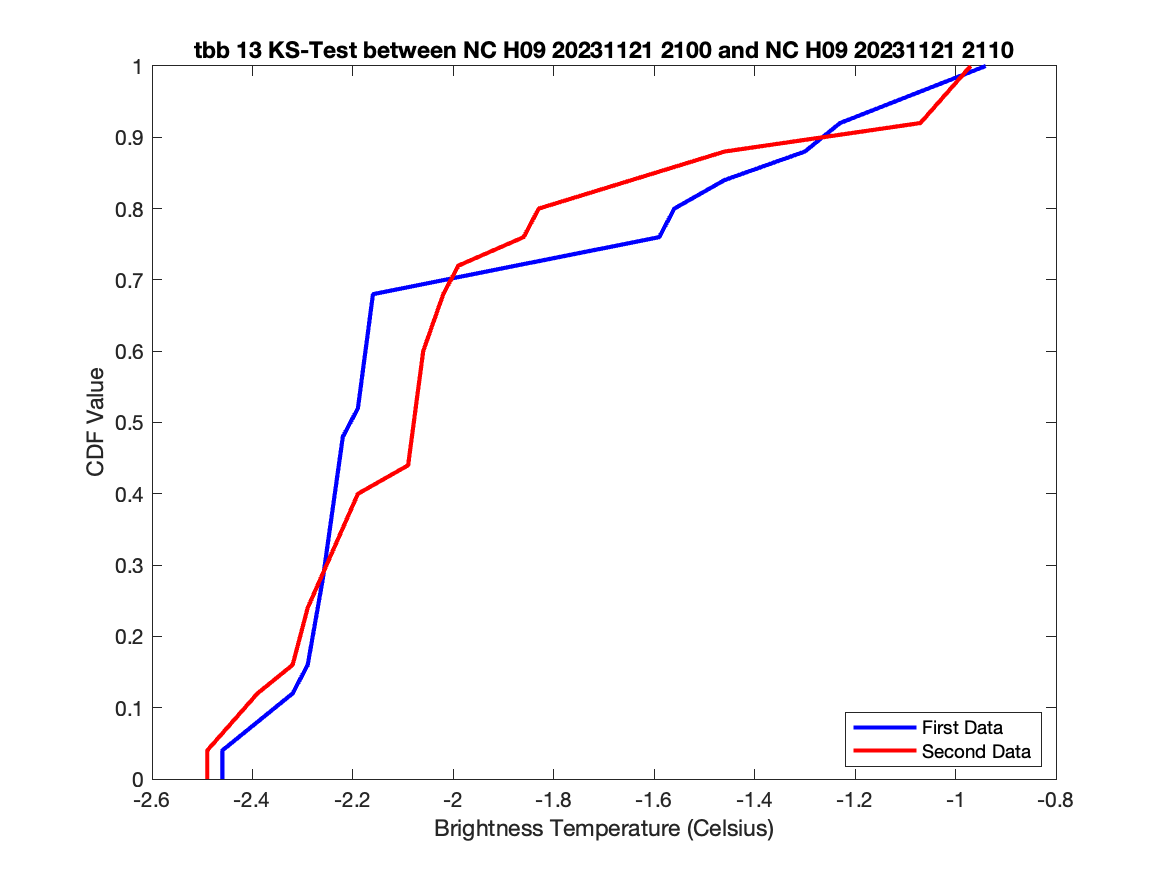 tbb 13 KS-Test between NC H09 20231121 2100 and NC H09 20231121 2110
1
0.9
0.8
0.7
0.6
0.5
0.4
0.3
0.2
0.1
0
CDF Value
-2.6 -2.4 -2.2 -2 -1.8 -1.6 -1.4 -1.2 -1 -0.8
Brightness Temperature (Celsius)
First Data
Second Data